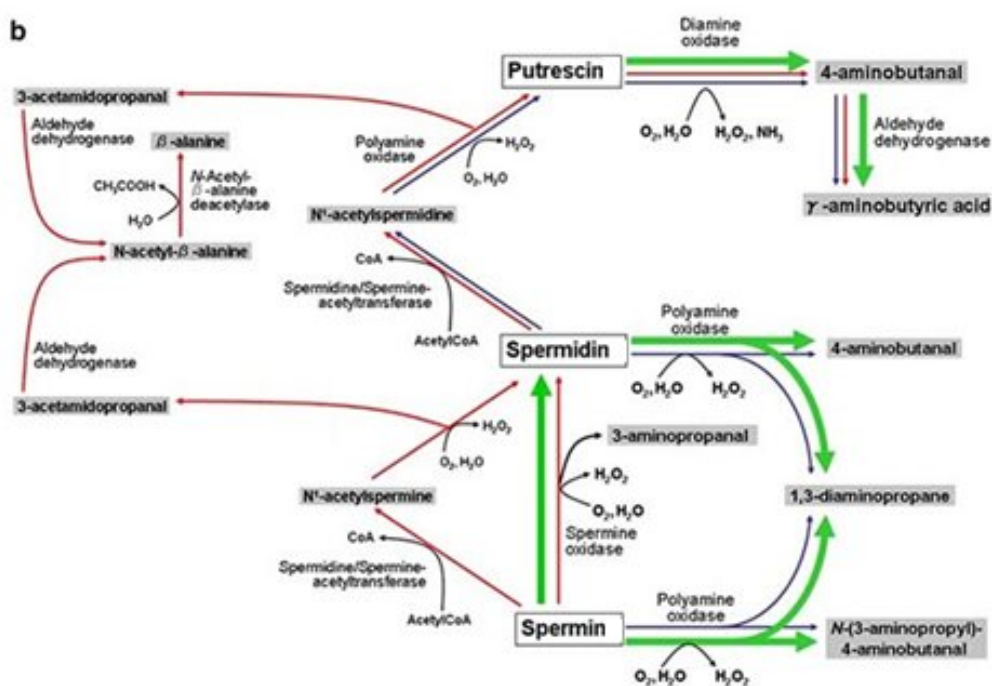 b
Diamine
oxidase
Putrescin
4-aminobutanal
3-acetamidopropanal
Aldehyde
dehydrogenase
β-alanine
Polyamine
oxidase
H₂O₂
O₂, H₂O
O₂, H₂O
H₂O₂, NH₃
Aldehyde
dehydrogenase
CH₃COOH
H₂O
N-Acetyl-
β-alanine
deacetylase
N¹-acetylspermidine
γ-aminobutyric acid
N-acetyl-β-alanine
CoA
Spermidine/Spermine-
acetyltransferase
AcetylCoA
Polyamine
oxidase
Spermidin
4-aminobutanal
O₂, H₂O
H₂O₂
Aldehyde
dehydrogenase
3-acetamidopropanal
H₂O₂
O₂, H₂O
3-aminopropanal
H₂O₂
O₂, H₂O
N¹-acetylspermine
1,3-diaminopropane
Spermine
oxidase
CoA
Spermidine/Spermine-
acetyltransferase
AcetylCoA
Polyamine
oxidase
Spermin
N-(3-aminopropyl)-
4-aminobutanal
O₂, H₂O
H₂O₂